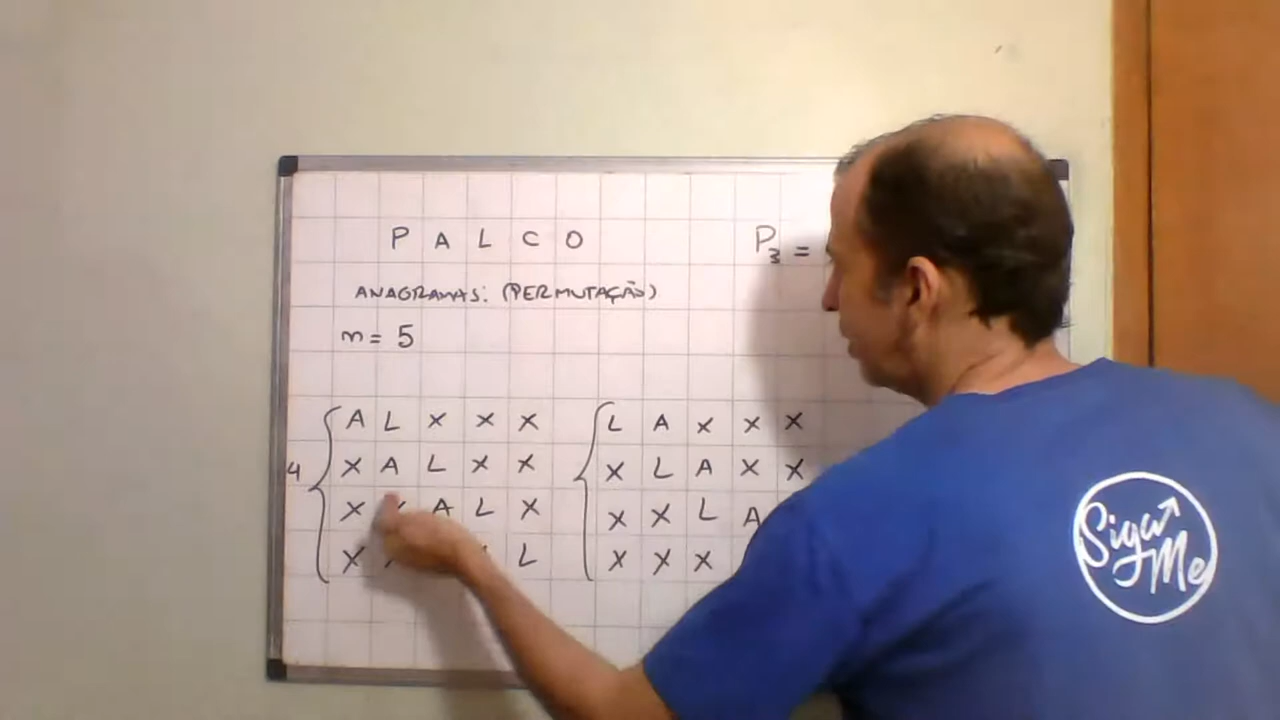 P A L C O
P3 =
ANAGRAMAS: (PERMUTAÇÃO)
m = 5
A L X X X
L A X X X
4
X A L X X
X L A X X
X X A L X
X X L A
X L
X X X
Siga Me